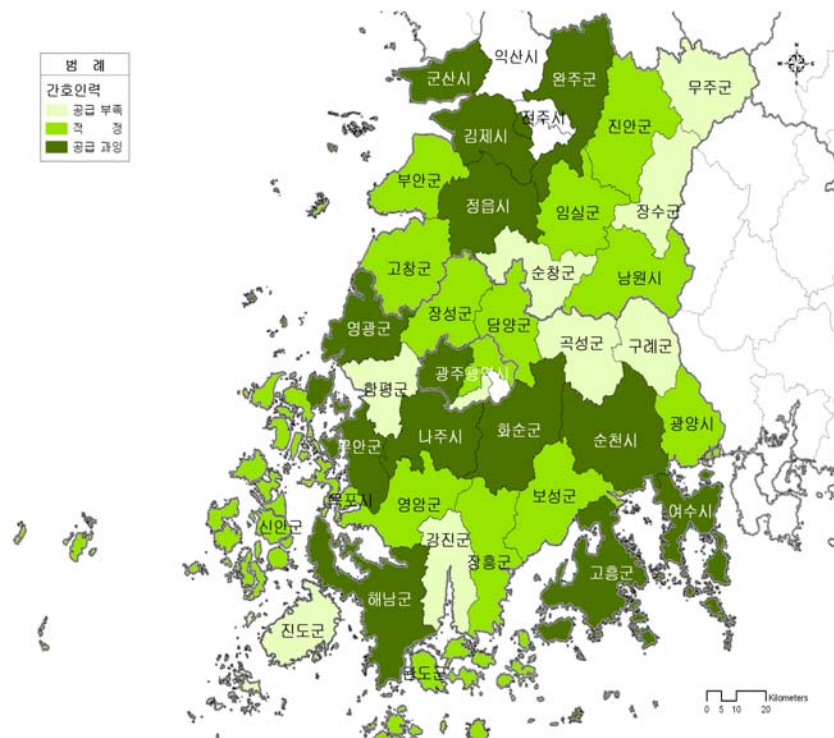 범 례
간호인력
공급 부족
적 정
공급 과잉
군산시
익산시
완주군
무주군
전주시
김제시
진안군
부안군
정읍시
임실군
장수군
고창군
순창군
남원시
장성군
담양군
영광군
곡성군
구례군
광주광역시
함평군
무안군
나주시
화순군
순천시
광양시
목포시
영암군
보성군
여수시
신안군
강진군
장흥군
고흥군
해남군
진도군
완도군
N
W
E
S
Kilometers
0 5 10 20